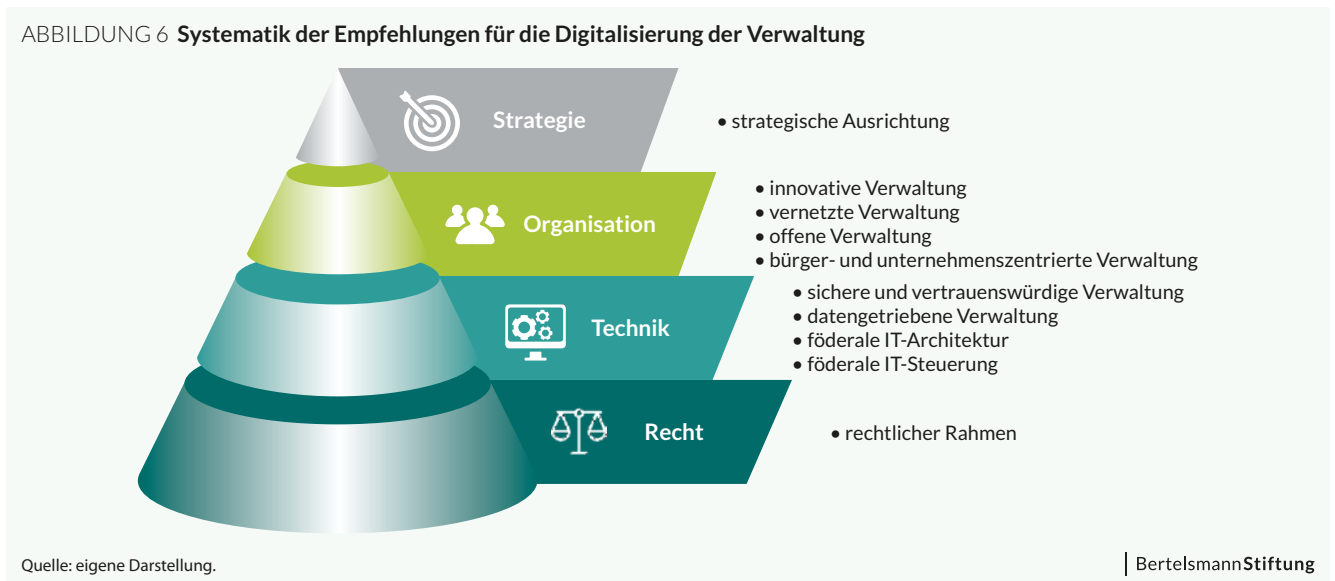 ABBILDUNG 6 Systematik der Empfehlungen für die Digitalisierung der Verwaltung
Strategie
• strategische Ausrichtung
Organisation
• innovative Verwaltung
• vernetzte Verwaltung
• offene Verwaltung
• bürger- und unternehmenszentrierte Verwaltung
Technik
• sichere und vertrauenswürdige Verwaltung
• datengetriebene Verwaltung
• föderale IT-Architektur
• föderale IT-Steuerung
Recht
• rechtlicher Rahmen
Quelle: eigene Darstellung.
BertelsmannStiftung